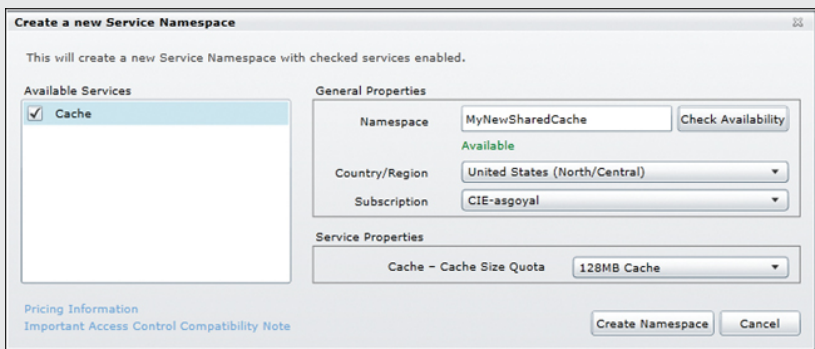 Create a new Service Namespace
This will create a new Service Namespace with checked services enabled.
Available Services
Cache
General Properties
Namespace
MyNewSharedCache
Check Availability
Available
Country/Region
United States (North/Central)
Subscription
CIE-asgoyal
Service Properties
Cache – Cache Size Quota
128MB Cache
Pricing Information
Important Access Control Compatibility Note
Create Namespace
Cancel